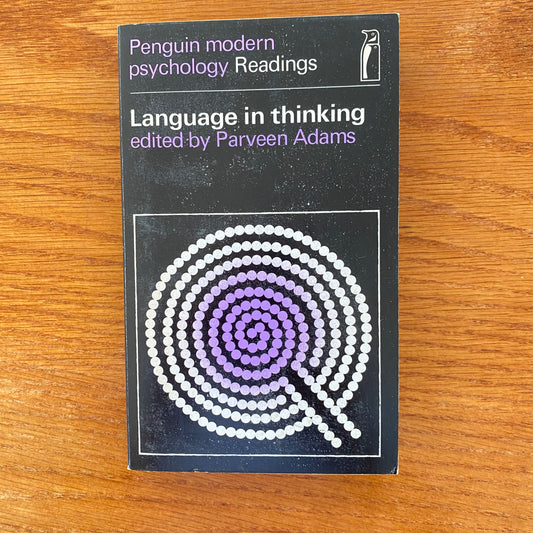 Penguin modern
psychology Readings
Language in thinking
edited by Parveen Adams